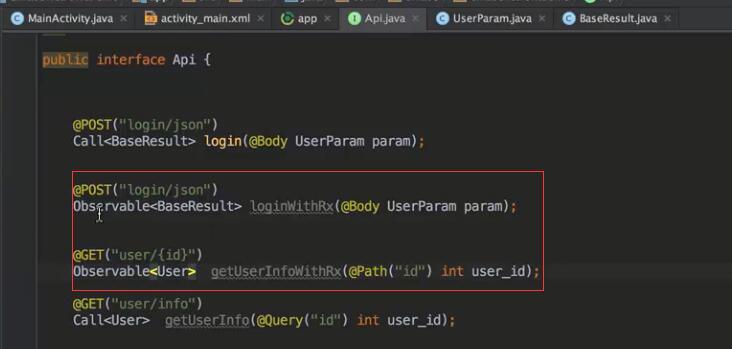 MainActivity.java
activity_main.xml
app
Api.java
UserParam.java
BaseResult.java
public interface Api {
@POST("login/json")
Call<BaseResult> login(@Body UserParam param);
@POST("login/json")
Observable<BaseResult> loginWithRx(@Body UserParam param);
@GET("user/{id}")
Observable<User> getUserInfoWithRx(@Path("id") int user_id);
@GET("user/info")
Call<User> getUserInfo(@Query("id") int user_id);